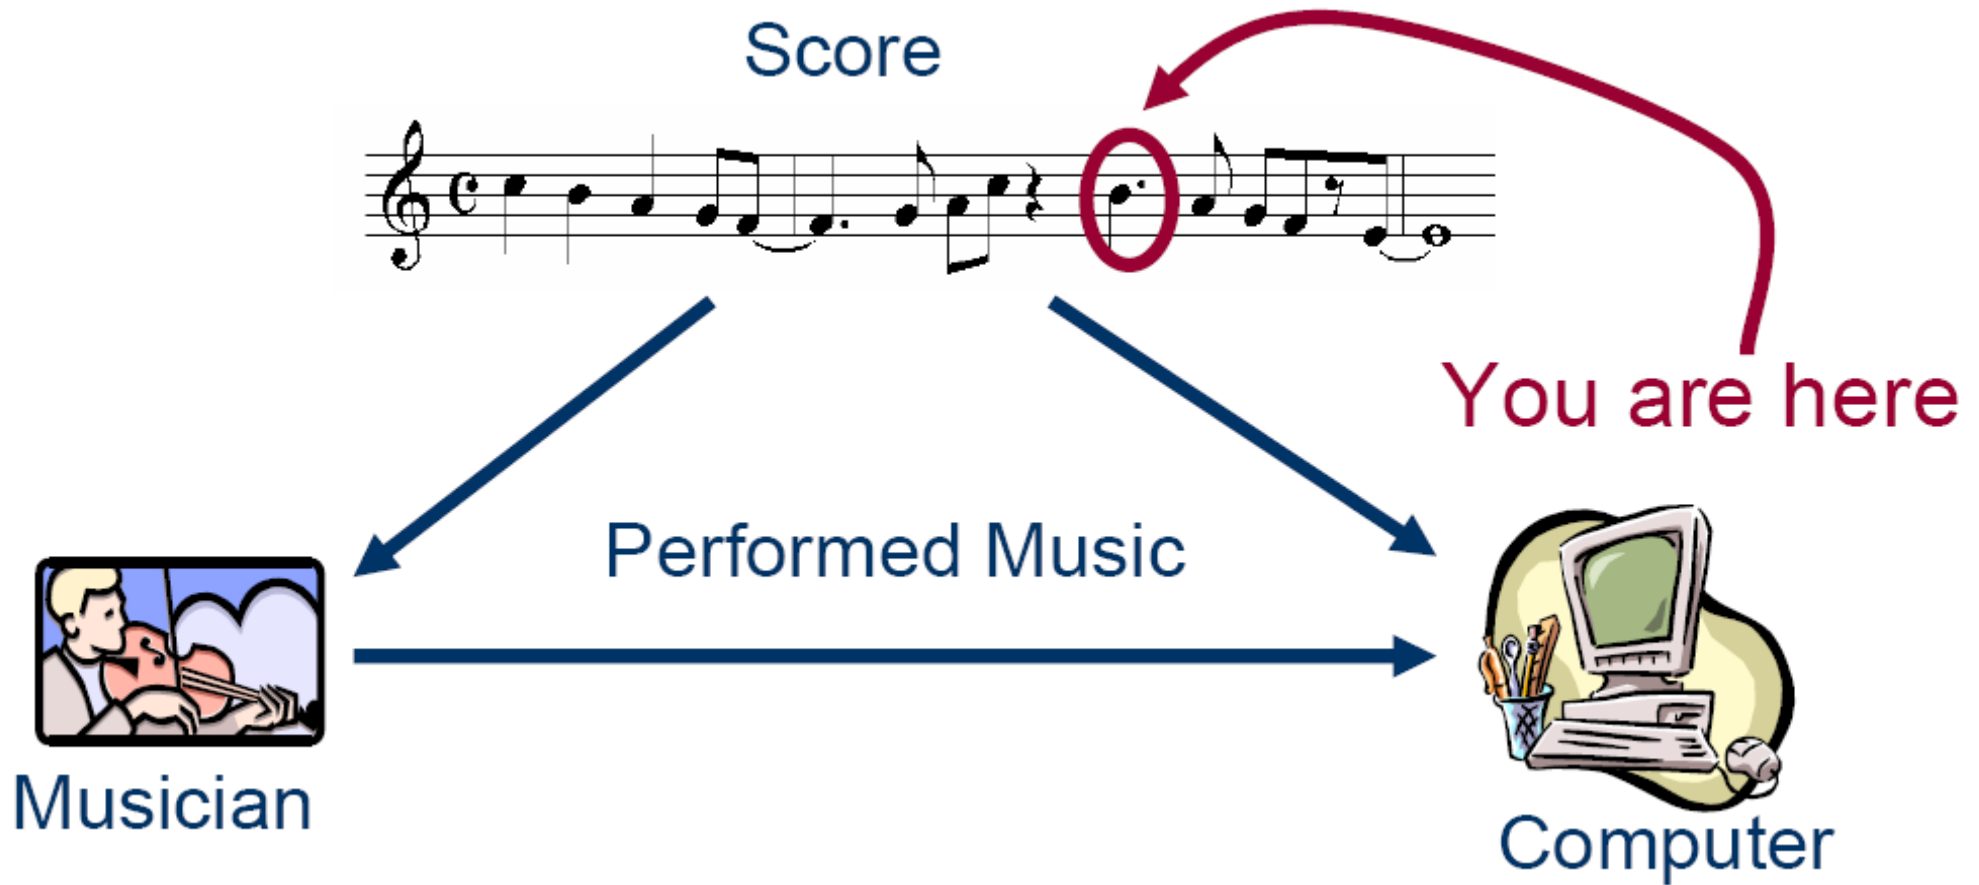 Score
You are here
Performed Music
Musician
Computer